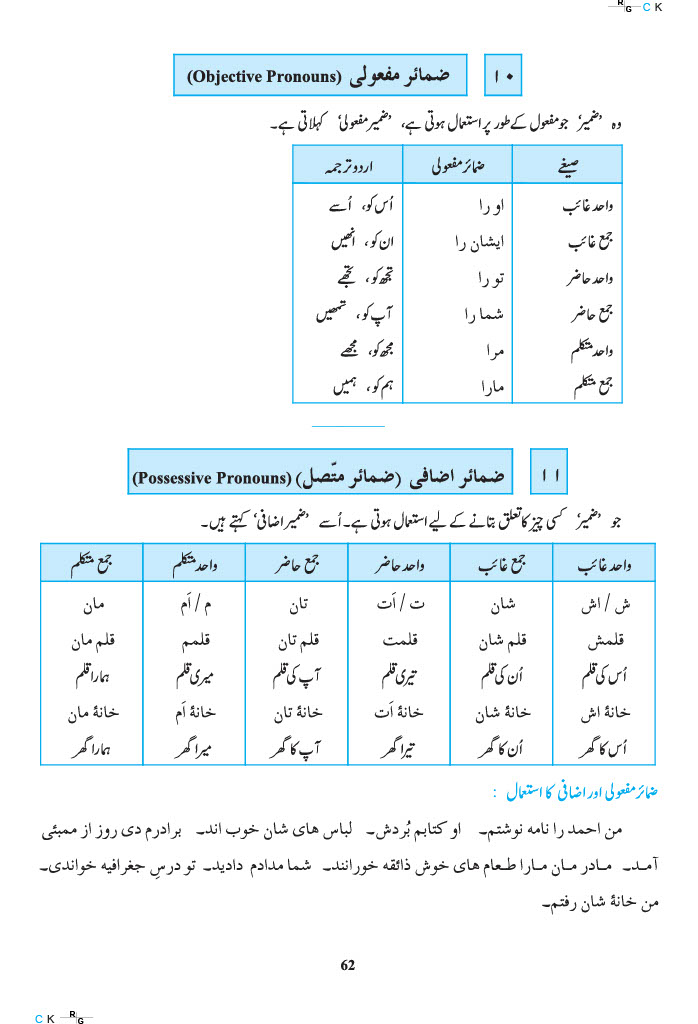 R
G C K
۱۰ ضمائر مفعولی (Objective Pronouns)
وہ ’ضمیر‘ جو مفعول کے طور پر استعمال ہوتی ہے، ’ضمیر مفعولی‘ کہلاتی ہے۔
صیغے ضمائر مفعولی اردو ترجمہ
واحد غائب او را اُس کو، اُسے
جمع غائب ایشان را ان کو، انھیں
واحد حاضر تو را تجھ کو، تجھے
جمع حاضر شما را آپ کو، تمھیں
واحد متکلم مرا مجھ کو، مجھے
جمع متکلم مارا ہم کو، ہمیں
۱۱ ضمائر اضافی (ضمائر متّصل) (Possessive Pronouns)
جو ’ضمیر‘ کسی چیز کا تعلق بتانے کے لیے استعمال ہوتی ہے۔ اُسے ’ضمیر اضافی‘ کہتے ہیں۔
واحد غائب جمع غائب واحد حاضر جمع حاضر واحد متکلم جمع متکلم
ش / اش شان ت / اَت تان م / اَم مان
قلمش قلم شان قلمت قلم تان قلمم قلم مان
اُس کی قلم اُن کی قلم تیری قلم آپ کی قلم میری قلم ہمارا قلم
خانۂ اش خانۂ شان خانۂ اَت خانۂ تان خانۂ اَم خانۂ مان
اُس کا گھر اُن کا گھر تیرا گھر آپ کا گھر میرا گھر ہمارا گھر
ضمائر مفعولی اور اضافی کا استعمال :
من احمد را نامه نوشتم۔ او کتابم بُردش۔ لباس های شان خوب اند۔ برادرم دی روز از ممبئی
آمد۔ مادر مان مارا طعام های خوش ذائقه خورانند۔ شما مدادم دادید۔ تو درسِ جغرافیه خواندی۔
من خانۂ شان رفتم۔
62
C K R
G